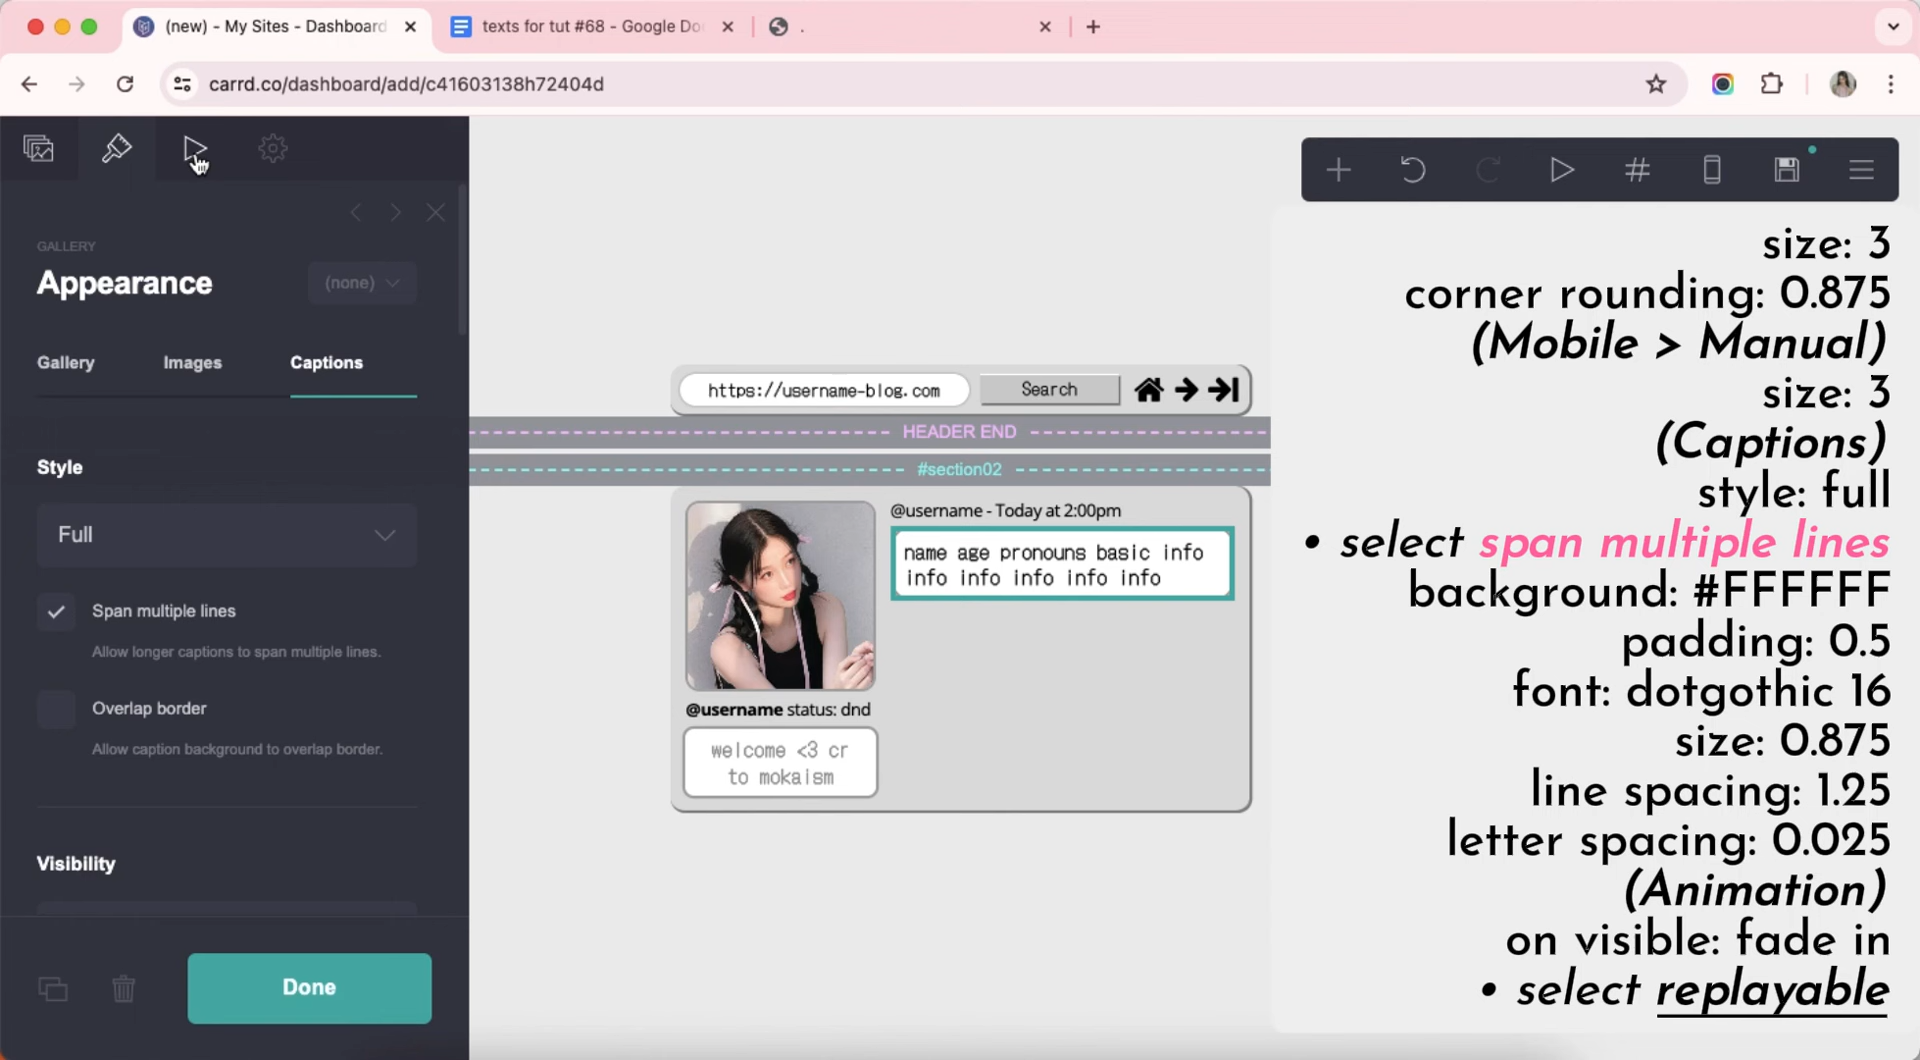 (new) - My Sites - Dashboard
texts for tut #68 - Google Do
.
carrd.co/dashboard/add/c41603138h72404d
GALLERY
Appearance
(none)
Gallery
Images
Captions
Style
Full
Span multiple lines
Allow longer captions to span multiple lines.
Overlap border
Allow caption background to overlap border.
Visibility
Done
https://username-blog.com
Search
HEADER END
#section02
@username - Today at 2:00pm
name age pronouns basic info
info info info info info
@username status: dnd
welcome <3 cr
to mokaism
size: 3
corner rounding: 0.875
(Mobile > Manual)
size: 3
(Captions)
style: full
• select span multiple lines
background: #FFFFFF
padding: 0.5
font: dotgothic 16
size: 0.875
line spacing: 1.25
letter spacing: 0.025
(Animation)
on visible: fade in
• select replayable